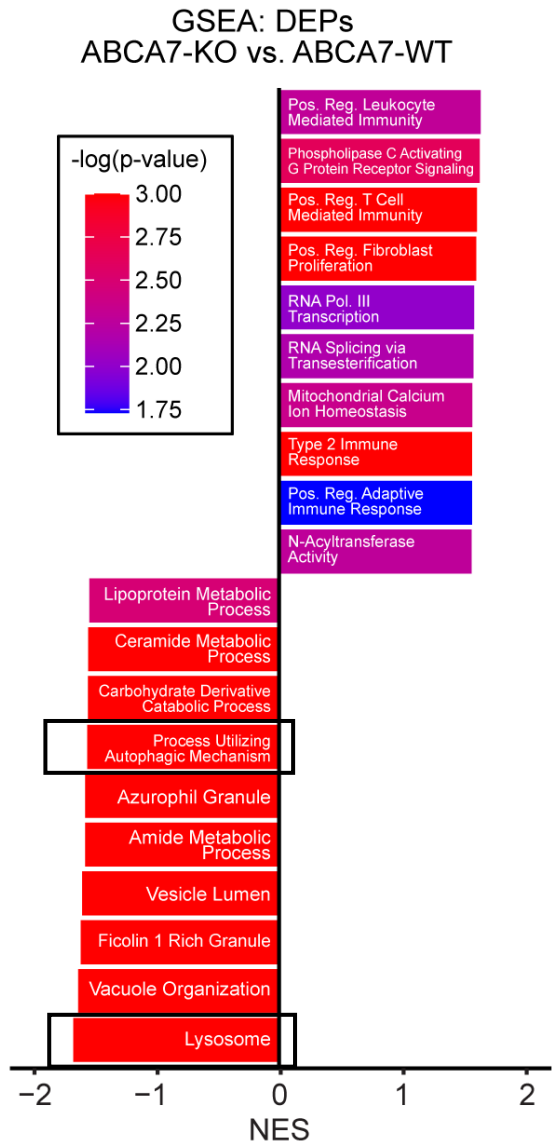 GSEA: DEPs
ABCA7-KO vs. ABCA7-WT
-log(p-value)
3.00
2.75
2.50
2.25
2.00
1.75
Pos. Reg. Leukocyte
Mediated Immunity
Phospholipase C Activating
G Protein Receptor Signaling
Pos. Reg. T Cell
Mediated Immunity
Pos. Reg. Fibroblast
Proliferation
RNA Pol. III
Transcription
RNA Splicing via
Transesterification
Mitochondrial Calcium
Ion Homeostasis
Type 2 Immune
Response
Pos. Reg. Adaptive
Immune Response
N-Acyltransferase
Activity
Lipoprotein Metabolic
Process
Ceramide Metabolic
Process
Carbohydrate Derivative
Catabolic Process
Process Utilizing
Autophagic Mechanism
Azurophil Granule
Amide Metabolic
Process
Vesicle Lumen
Ficolin 1 Rich Granule
Vacuole Organization
Lysosome
−2 −1 0 1 2
NES